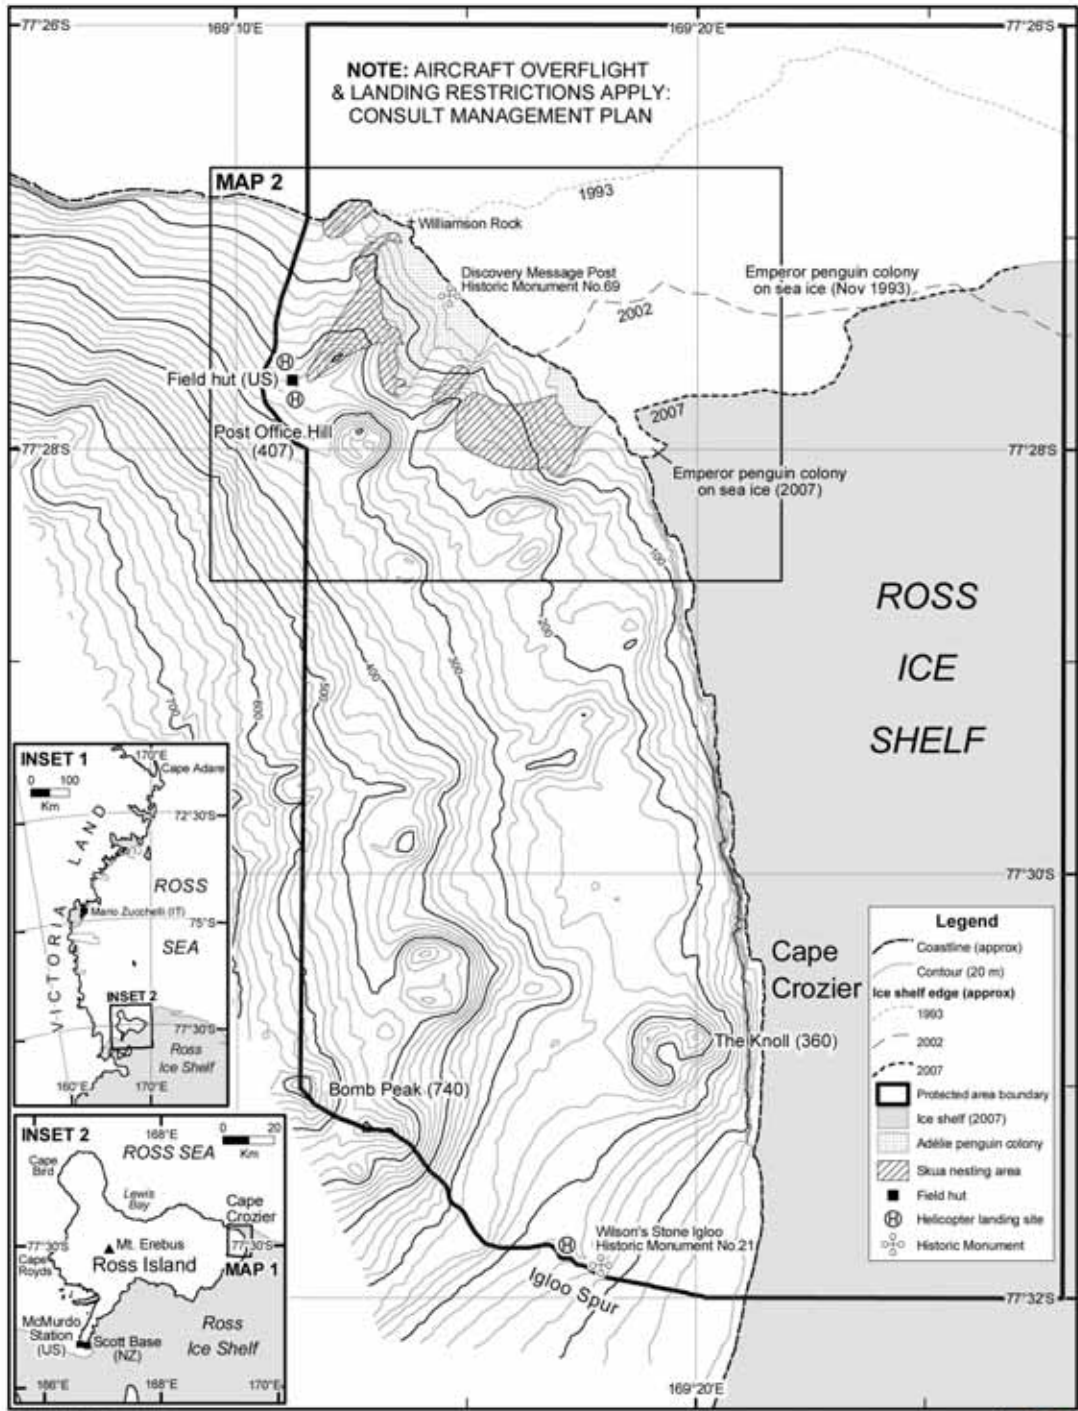 77°26'S
169°10'E
169°20'E
77°26'S
NOTE: AIRCRAFT OVERFLIGHT
& LANDING RESTRICTIONS APPLY:
CONSULT MANAGEMENT PLAN
MAP 2
1993
Williamson Rock
Discovery Message Post
Historic Monument No.69
Emperor penguin colony
on sea ice (Nov 1993)
2002
Field hut (US)
H
H
2007
Post Office Hill
(407)
77°28'S
77°28'S
Emperor penguin colony
on sea ice (2007)
100
200
300
400
500
600
700
ROSS
ICE
SHELF
77°30'S
Cape
Crozier
The Knoll (360)
Bomb Peak (740)
H
Wilson's Stone Igloo
Historic Monument No.21
Igloo Spur
77°32'S
169°20'E
INSET 1
170°E
Cape Adare
0 100
Km
72°30'S
VICTORIA LAND
ROSS
SEA
Mario Zucchelli (IT)
75°S
INSET 2
77°30'S
Ross
Ice Shelf
160°E
170°E
INSET 2
168°E
ROSS SEA
0 20
Km
Cape
Bird
Lewis
Bay
Cape
Crozier
77°30'S
77°30'S
Mt. Erebus
Ross Island
Cape
Royds
MAP 1
McMurdo
Station
(US)
Scott Base
(NZ)
Ross
Ice Shelf
166°E
168°E
170°E
Legend
Coastline (approx)
Contour (20 m)
Ice shelf edge (approx)
1993
2002
2007
Protected area boundary
Ice shelf (2007)
Adélie penguin colony
Skua nesting area
Field hut
H Helicopter landing site
Historic Monument